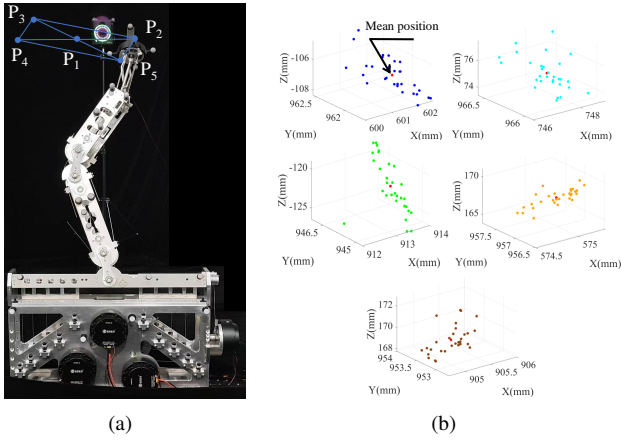 P3
P2
P4
P1
P5
(a)
Mean position
Z(mm)
-106
-108
962.5
962
Y(mm)
600
601
602
X(mm)
Z(mm)
76
74
966.5
966
Y(mm)
746
748
X(mm)
Z(mm)
-120
-125
946.5
945
Y(mm)
912
913
914
X(mm)
Z(mm)
170
165
957.5
957
956.5
Y(mm)
574.5
575
X(mm)
Z(mm)
172
170
168
954
953.5
953
Y(mm)
905
905.5
906
X(mm)
(b)